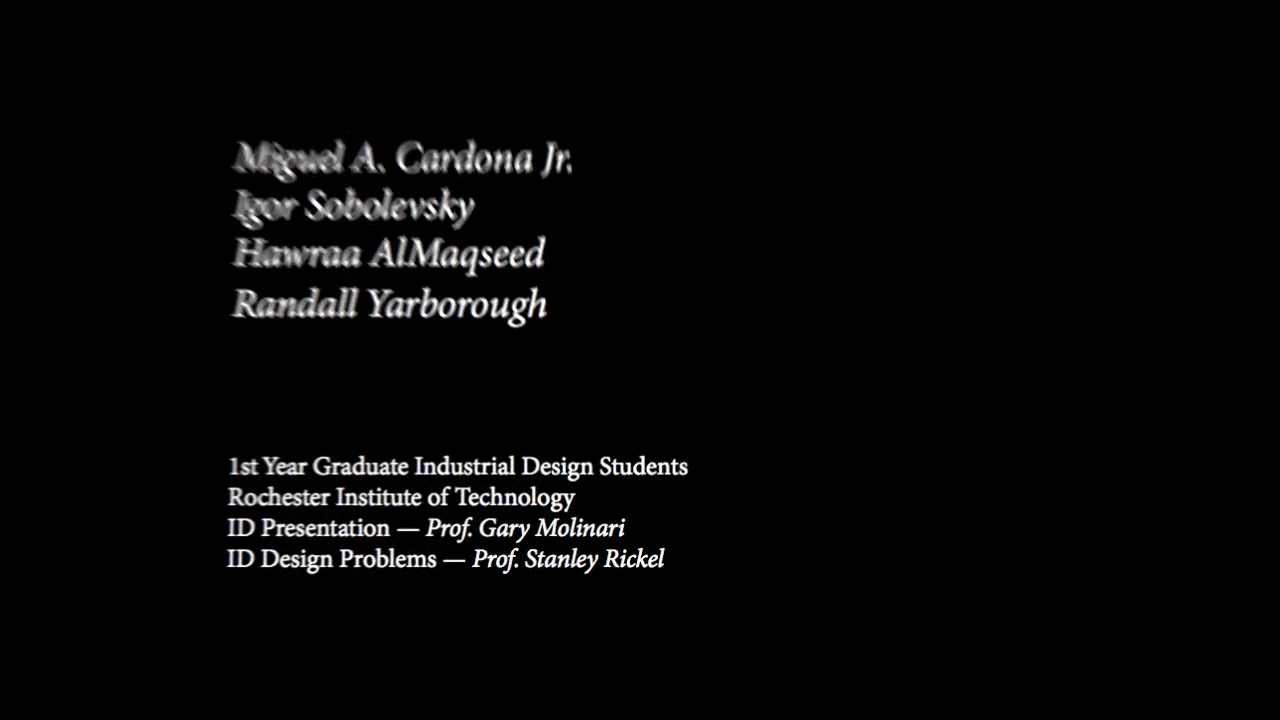 Miguel A. Cardona Jr.
Igor Sobolevsky
Hawraa AlMaqseed
Randall Yarborough
1st Year Graduate Industrial Design Students
Rochester Institute of Technology
ID Presentation — Prof. Gary Molinari
ID Design Problems — Prof. Stanley Rickel